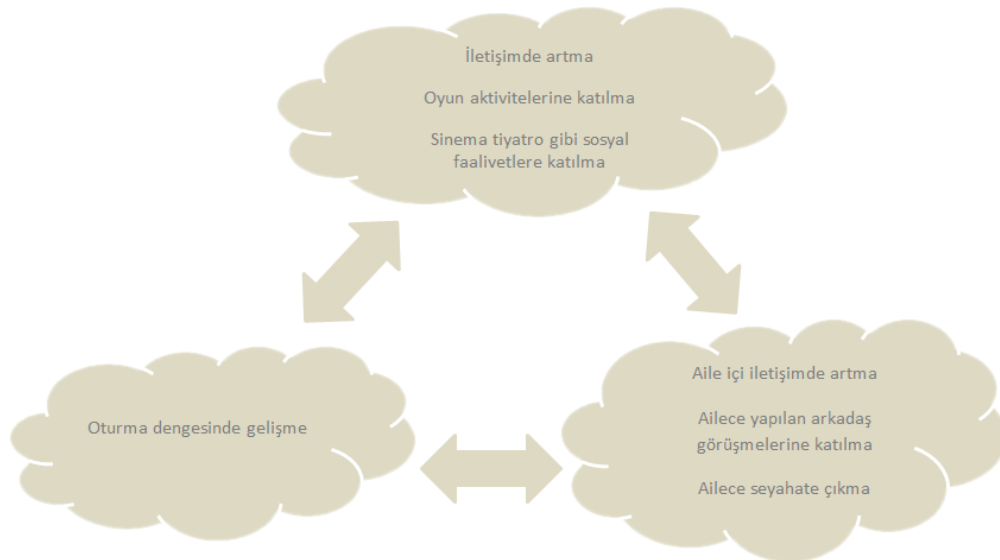 İletişimde artma
Oyun aktivitelerine katılma
Sinema tiyatro gibi sosyal
faalivetlere katılma
Oturma dengesinde gelişme
Aile içi iletişimde artma
Ailece yapılan arkadaş
görüşmelerine katılma
Ailece seyahate çıkma